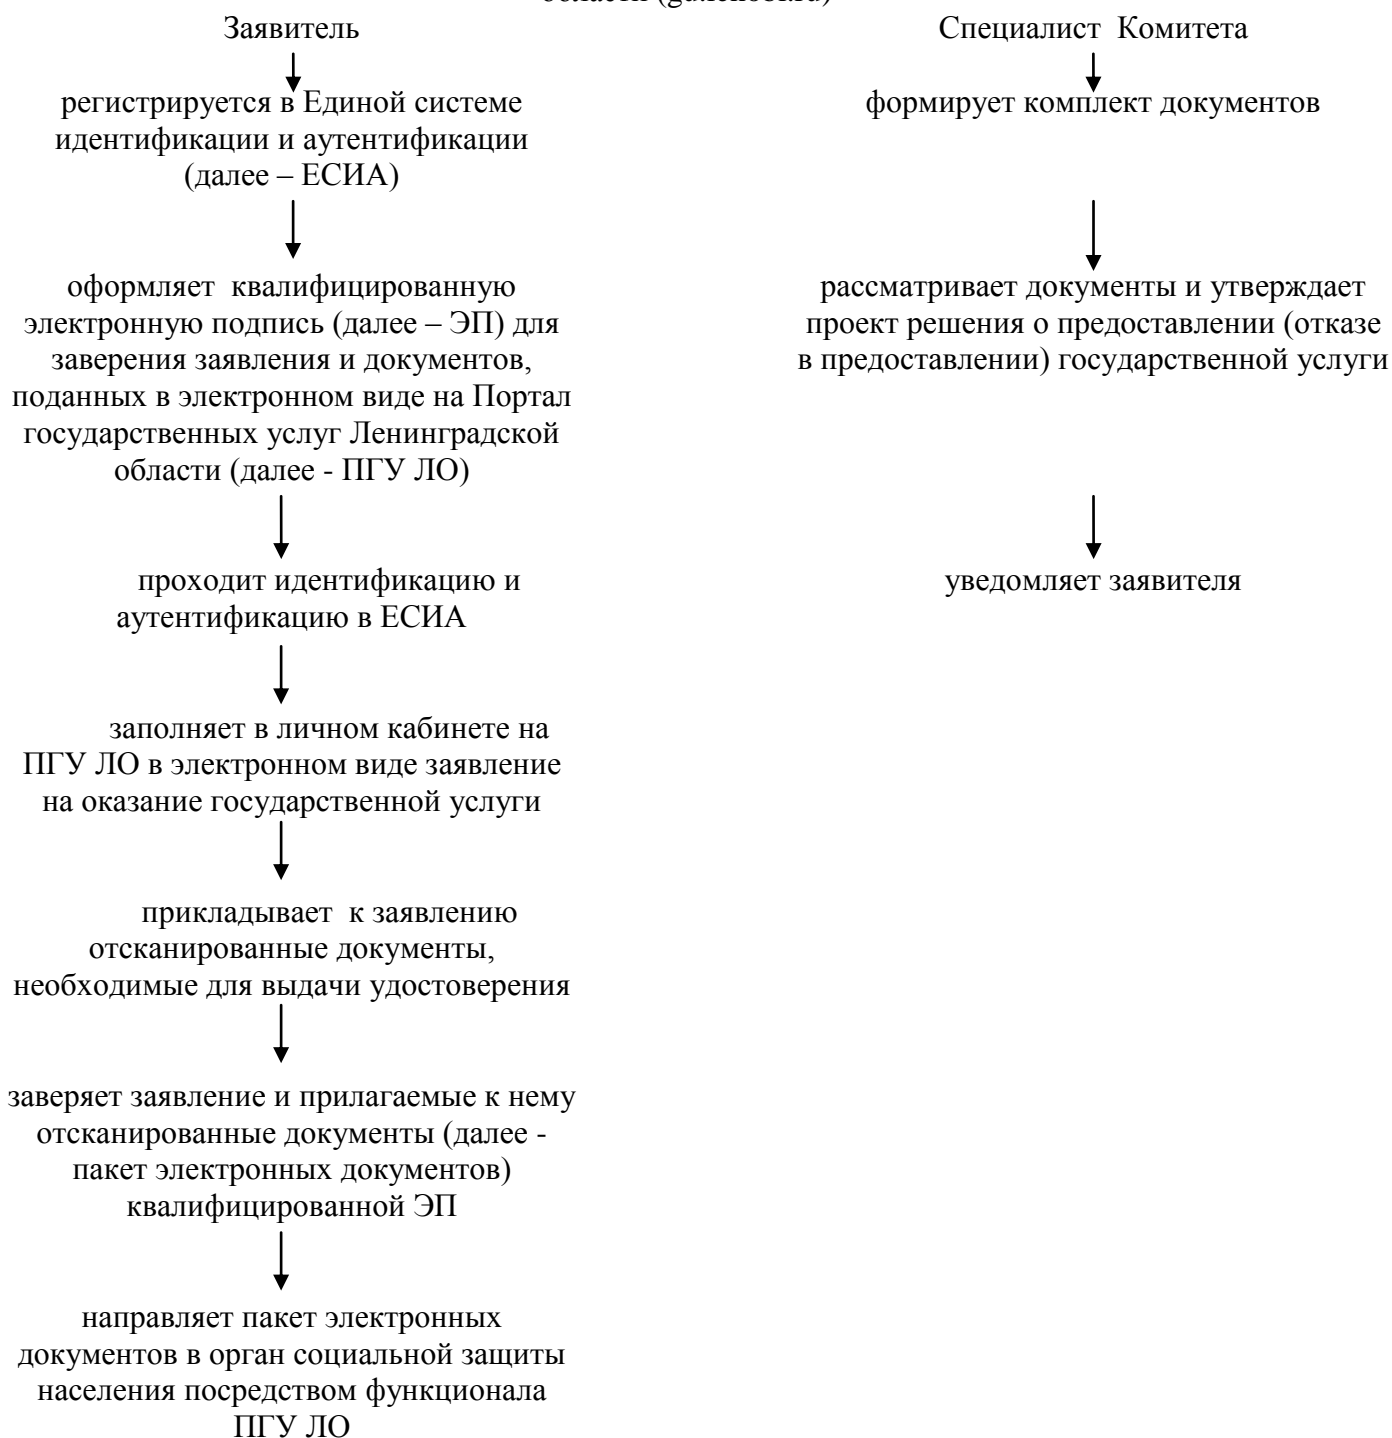 Заявитель
регистрируется в Единой системе
идентификации и аутентификации
(далее – ЕСИА)
оформляет квалифицированную
электронную подпись (далее – ЭП) для
заверения заявления и документов,
поданных в электронном виде на Портал
государственных услуг Ленинградской
области (далее - ПГУ ЛО)
проходит идентификацию и
аутентификацию в ЕСИА
заполняет в личном кабинете на
ПГУ ЛО в электронном виде заявление
на оказание государственной услуги
прикладывает к заявлению
отсканированные документы,
необходимые для выдачи удостоверения
заверяет заявление и прилагаемые к нему
отсканированные документы (далее -
пакет электронных документов)
квалифицированной ЭП
направляет пакет электронных
документов в орган социальной защиты
населения посредством функционала
ПГУ ЛО
Специалист Комитета
формирует комплект документов
рассматривает документы и утверждает
проект решения о предоставлении (отказе
в предоставлении) государственной услуги
уведомляет заявителя